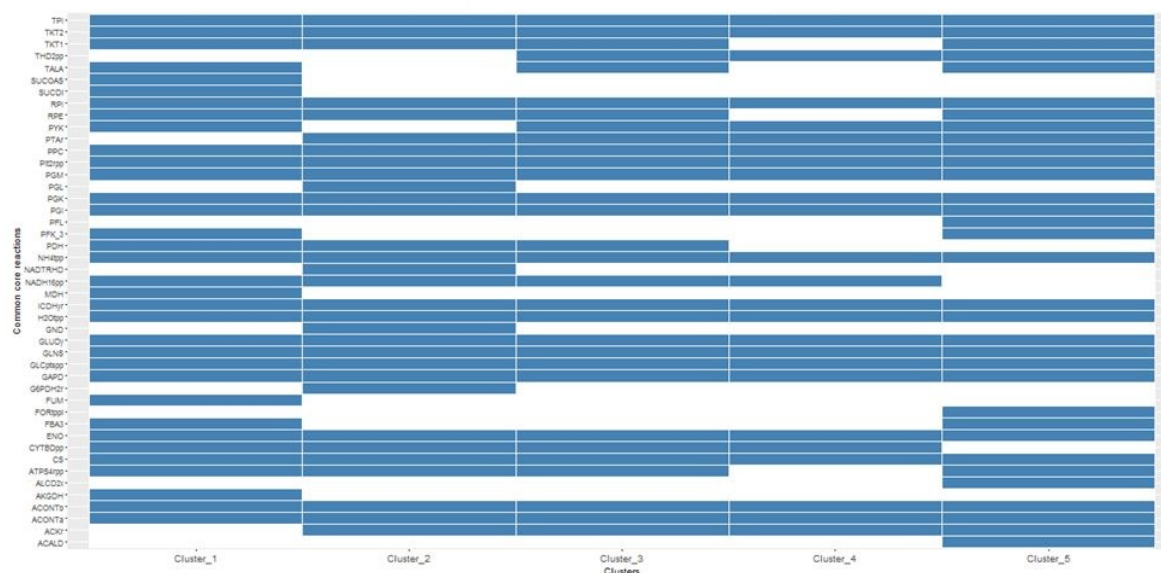 TPI
TKT2
TKT1
THD2pp
TALA
SUCOAS
SUCDi
RPI
RPE
PYK
PTAr
PPC
PIt2rpp
PGM
PGL
PGK
PGI
PFL
PFK_3
PDH
NH4tpp
NADTRHD
NADH16pp
MDH
ICDHyr
H2Otpp
GND
GLUDy
GLNS
GLCptspp
GAPD
G6PDH2r
FUM
FORtppi
FBA3
ENO
CYTBDpp
CS
ATPS4rpp
ALCD2x
AKGDH
ACONTb
ACONTa
ACKr
ACALD
Common core reactions
Cluster_1 Cluster_2 Cluster_3 Cluster_4 Cluster_5
Clusters